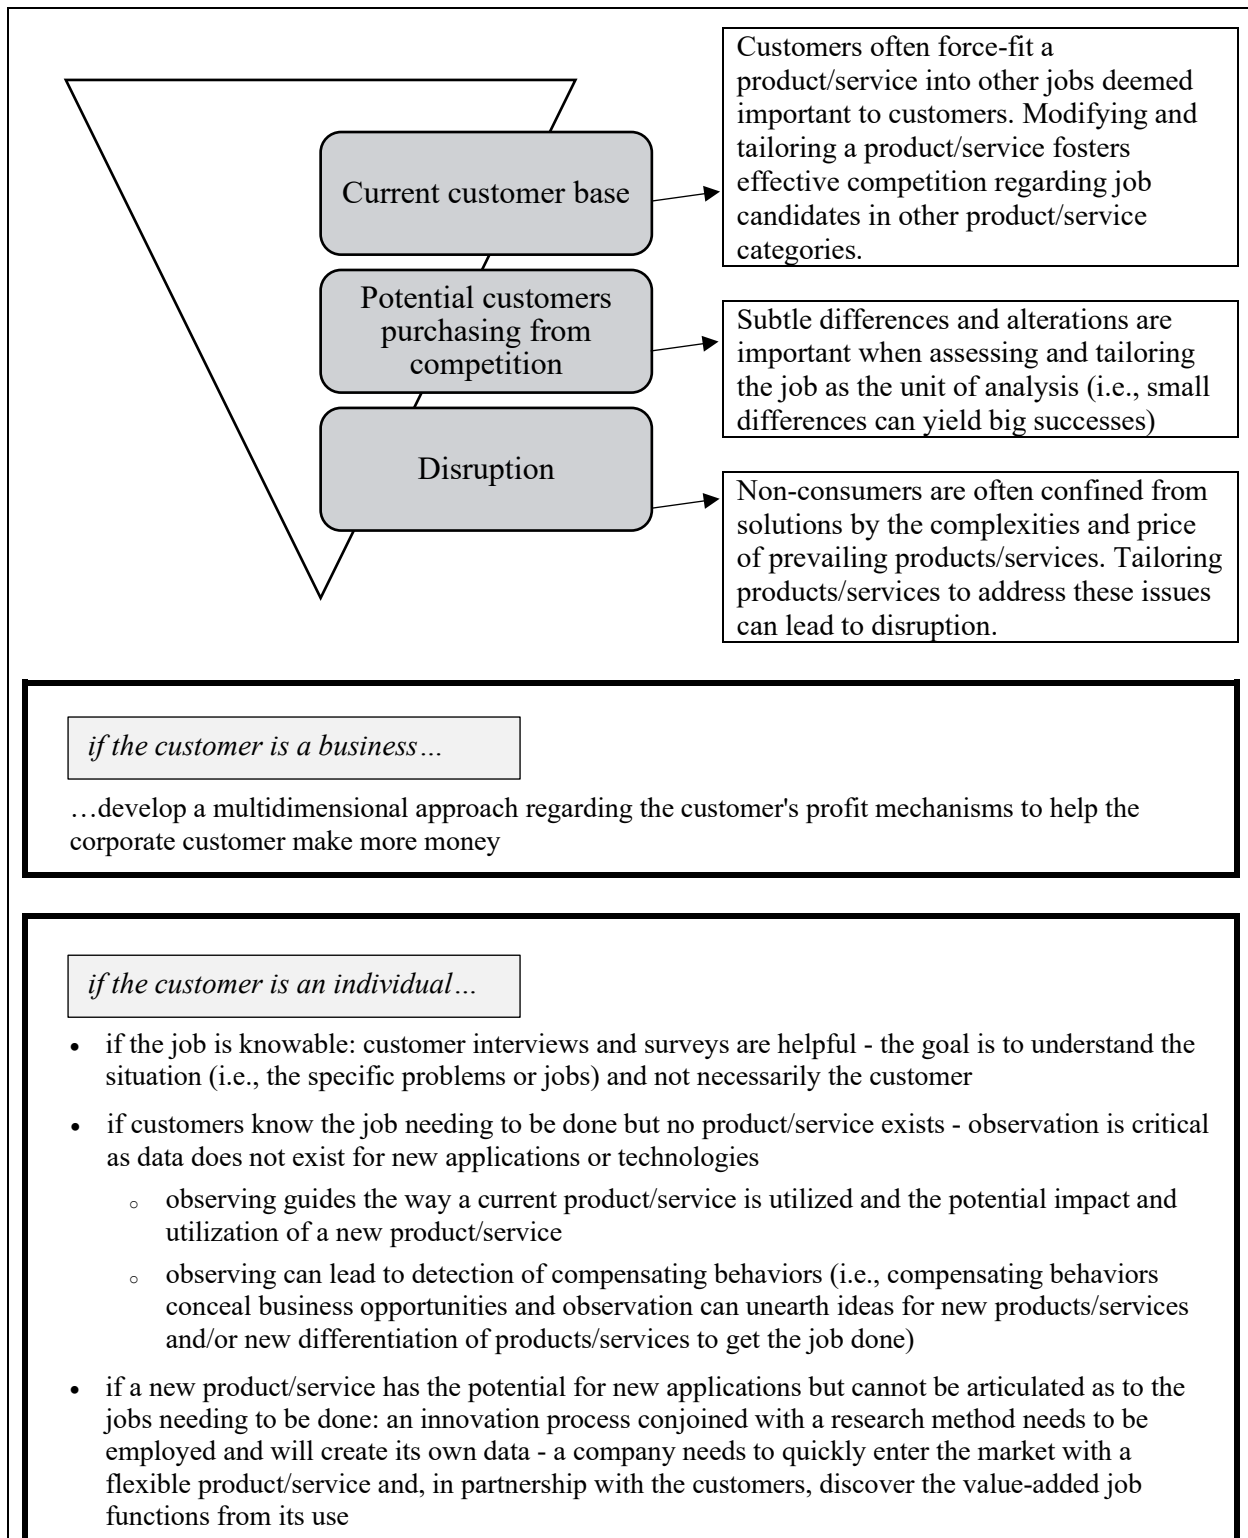 Customers often force-fit a
product/service into other jobs deemed
important to customers. Modifying and
tailoring a product/service fosters
effective competition regarding job
candidates in other product/service
categories.
Current customer base
Potential customers
purchasing from
competition
Subtle differences and alterations are
important when assessing and tailoring
the job as the unit of analysis (i.e., small
differences can yield big successes)
Disruption
Non-consumers are often confined from
solutions by the complexities and price
of prevailing products/services. Tailoring
products/services to address these issues
can lead to disruption.
if the customer is a business…
…develop a multidimensional approach regarding the customer's profit mechanisms to help the
corporate customer make more money
if the customer is an individual…
• if the job is knowable: customer interviews and surveys are helpful - the goal is to understand the
situation (i.e., the specific problems or jobs) and not necessarily the customer
• if customers know the job needing to be done but no product/service exists - observation is critical
as data does not exist for new applications or technologies
◦ observing guides the way a current product/service is utilized and the potential impact and
utilization of a new product/service
◦ observing can lead to detection of compensating behaviors (i.e., compensating behaviors
conceal business opportunities and observation can unearth ideas for new products/services
and/or new differentiation of products/services to get the job done)
• if a new product/service has the potential for new applications but cannot be articulated as to the
jobs needing to be done: an innovation process conjoined with a research method needs to be
employed and will create its own data - a company needs to quickly enter the market with a
flexible product/service and, in partnership with the customers, discover the value-added job
functions from its use